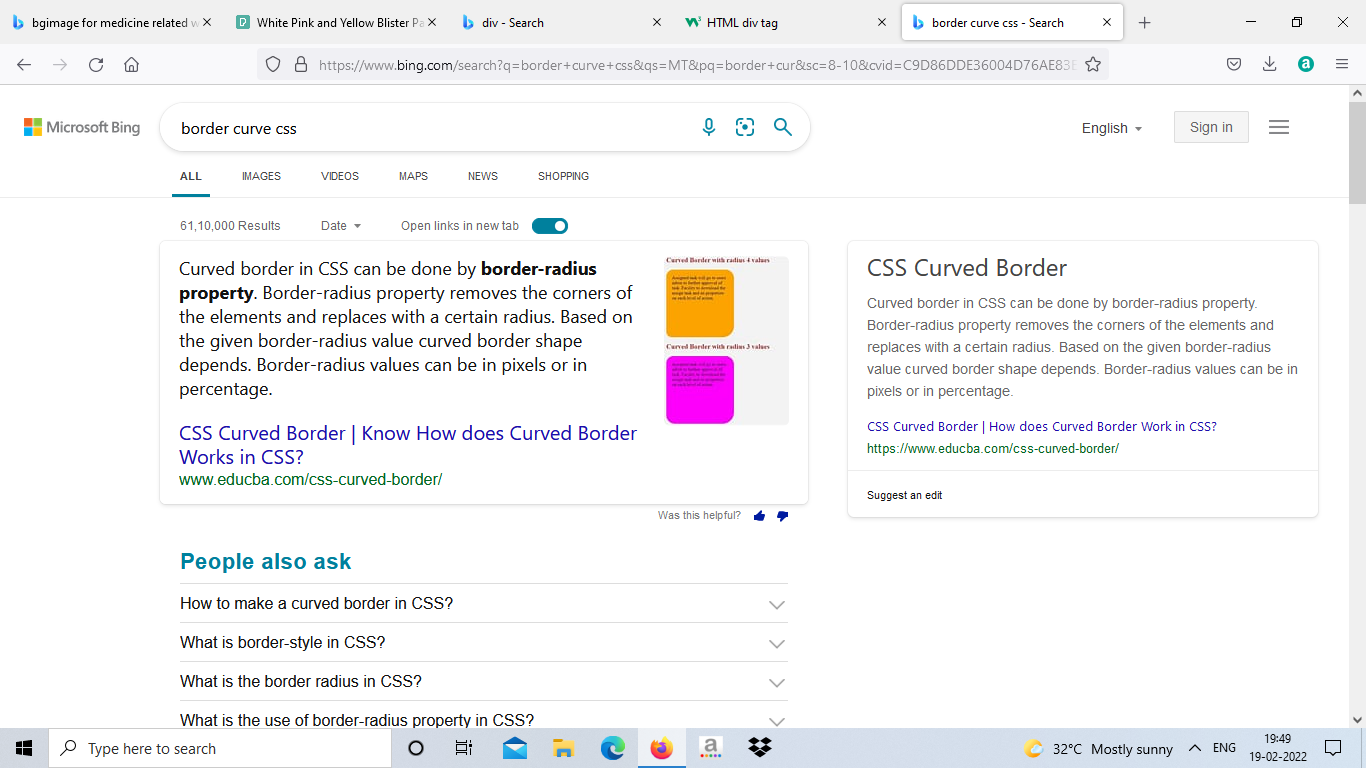 bgimage for medicine related w
White Pink and Yellow Blister Pa
div - Search
HTML div tag
border curve css - Search
https://www.bing.com/search?q=border+curve+css&qs=MT&pq=border+cur&sc=8-10&cvid=C9D86DDE36004D76AE83E
Microsoft Bing
border curve css
English
Sign in
ALL
IMAGES
VIDEOS
MAPS
NEWS
SHOPPING
61,10,000 Results
Date
Open links in new tab
Curved border in CSS can be done by border-radius
property. Border-radius property removes the corners of
the elements and replaces with a certain radius. Based on
the given border-radius value curved border shape
depends. Border-radius values can be in pixels or in
percentage.
Curved Border with radius 4 values
Curved Border with radius 3 values
CSS Curved Border | Know How does Curved Border
Works in CSS?
www.educba.com/css-curved-border/
Was this helpful?
CSS Curved Border
Curved border in CSS can be done by border-radius property.
Border-radius property removes the corners of the elements and
replaces with a certain radius. Based on the given border-radius
value curved border shape depends. Border-radius values can be in
pixels or in percentage.
CSS Curved Border | How does Curved Border Work in CSS?
https://www.educba.com/css-curved-border/
Suggest an edit
People also ask
How to make a curved border in CSS?
What is border-style in CSS?
What is the border radius in CSS?
What is the use of border-radius property in CSS?
Type here to search
32°C Mostly sunny
ENG
19:49
19-02-2022